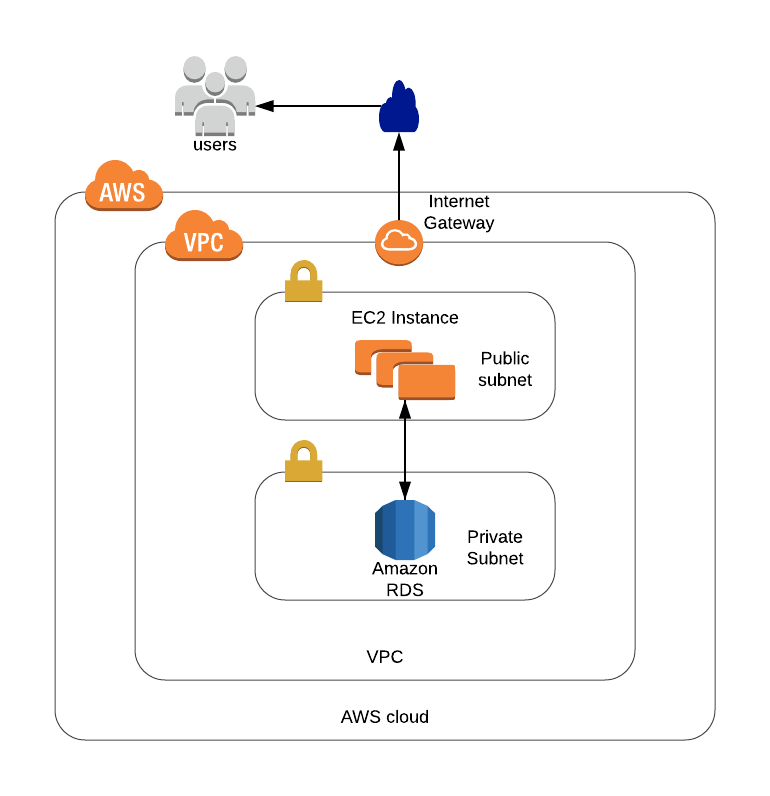 users
AWS
Internet
Gateway
VPC
EC2 Instance
Public
subnet
Private
Subnet
Amazon
RDS
VPC
AWS cloud